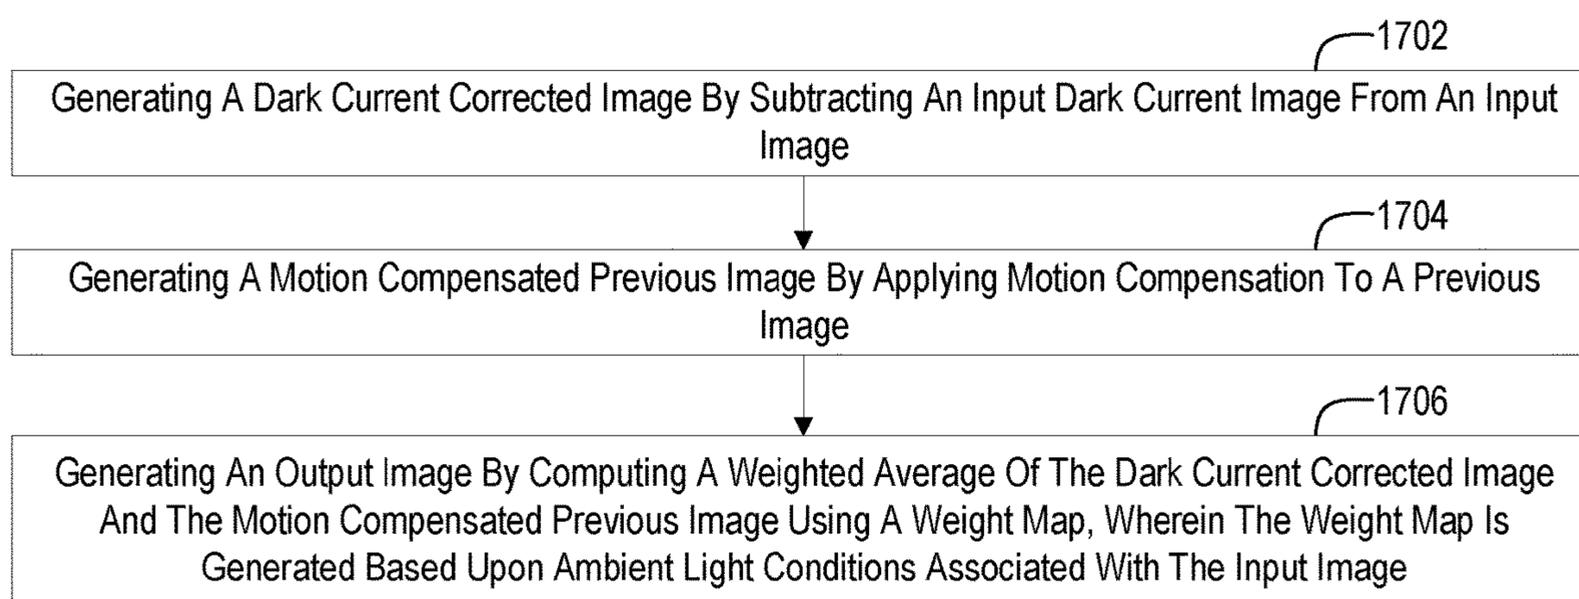 1702
Generating A Dark Current Corrected Image By Subtracting An Input Dark Current Image From An Input
Image
1704
Generating A Motion Compensated Previous Image By Applying Motion Compensation To A Previous
Image
1706
Generating An Output Image By Computing A Weighted Average Of The Dark Current Corrected Image
And The Motion Compensated Previous Image Using A Weight Map, Wherein The Weight Map Is
Generated Based Upon Ambient Light Conditions Associated With The Input Image